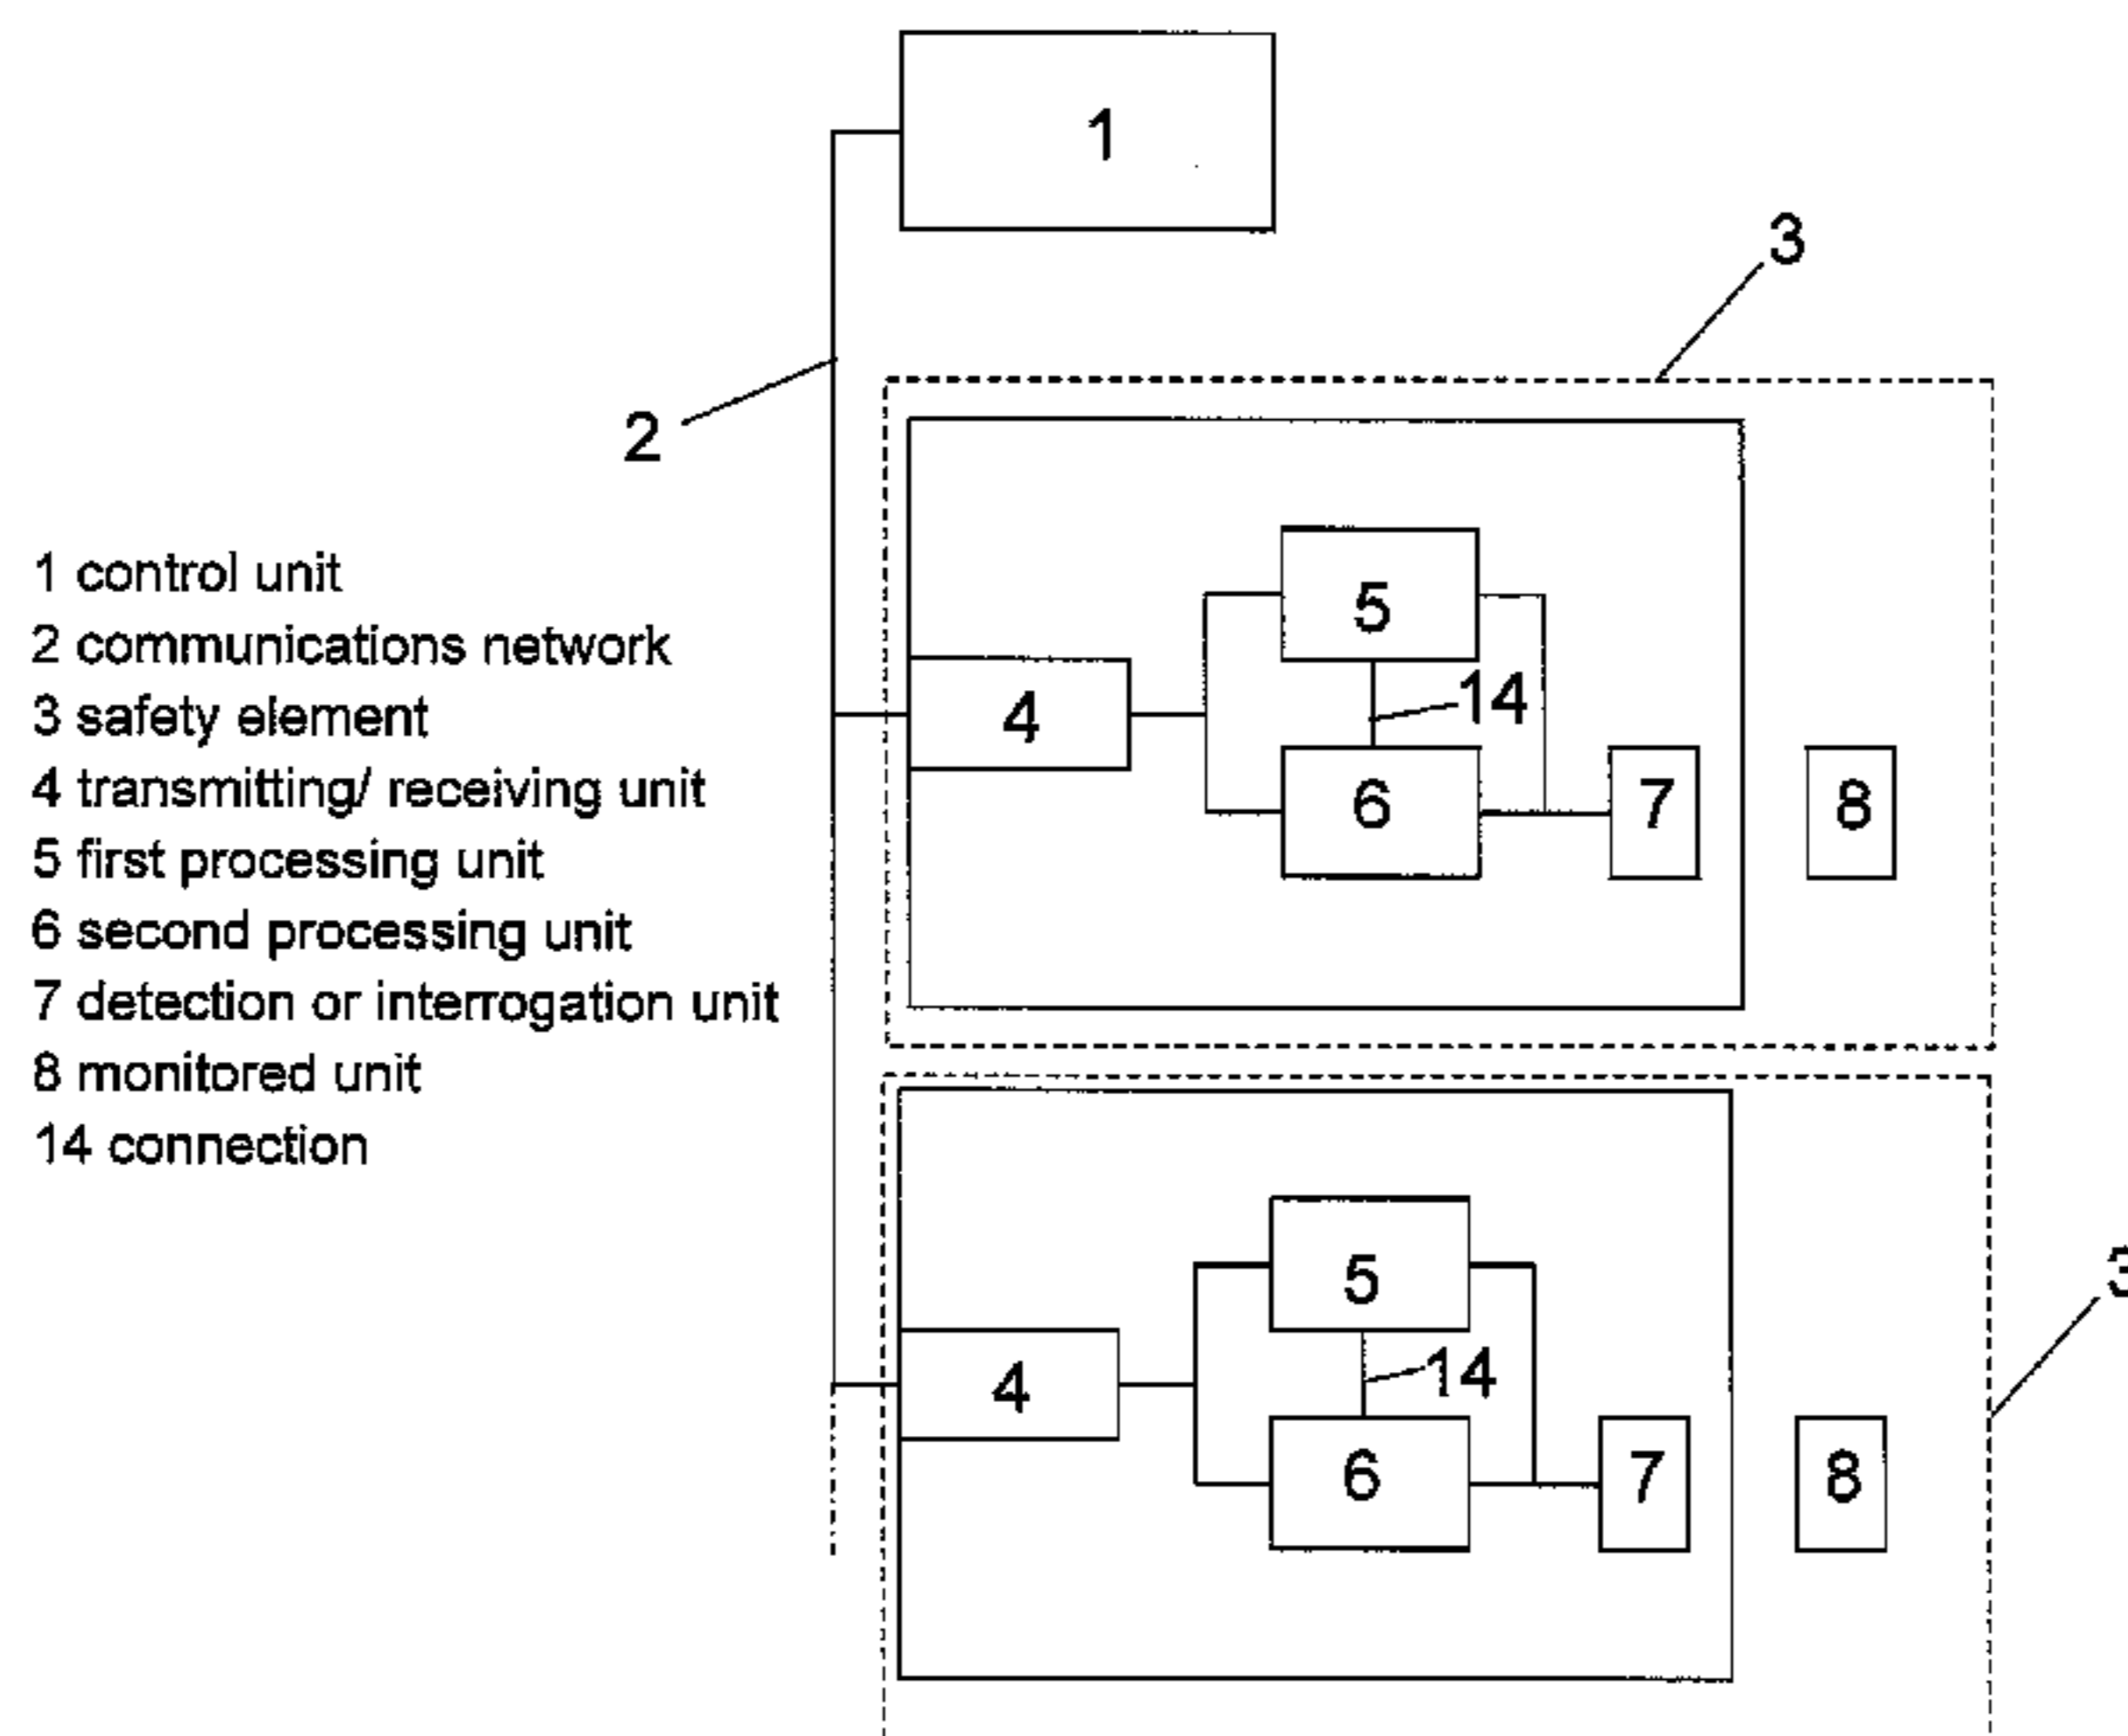 1
3
2
5
14
4
6
7
8
1 control unit
2 communications network
3 safety element
4 transmitting/ receiving unit
5 first processing unit
6 second processing unit
7 detection or interrogation unit
8 monitored unit
14 connection
5
3
14
4
6
7
8